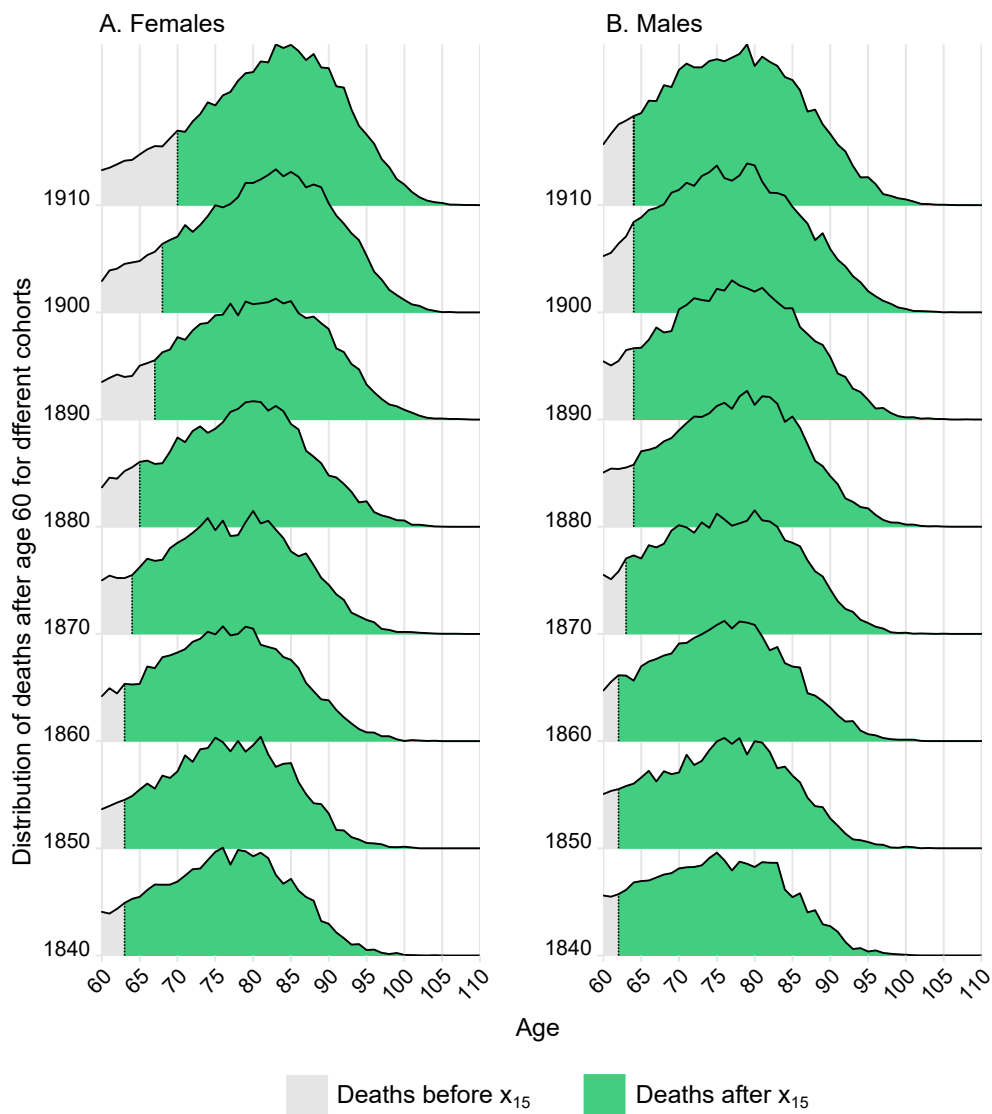 A. Females
B. Males
Distribution of deaths after age 60 for dfferent cohorts
1910
1900
1890
1880
1870
1860
1850
1840
60 65 70 75 80 85 90 95 100 105 110
1910
1900
1890
1880
1870
1860
1850
1840
60 65 70 75 80 85 90 95 100 105 110
Age
Deaths before x₁₅
Deaths after x₁₅